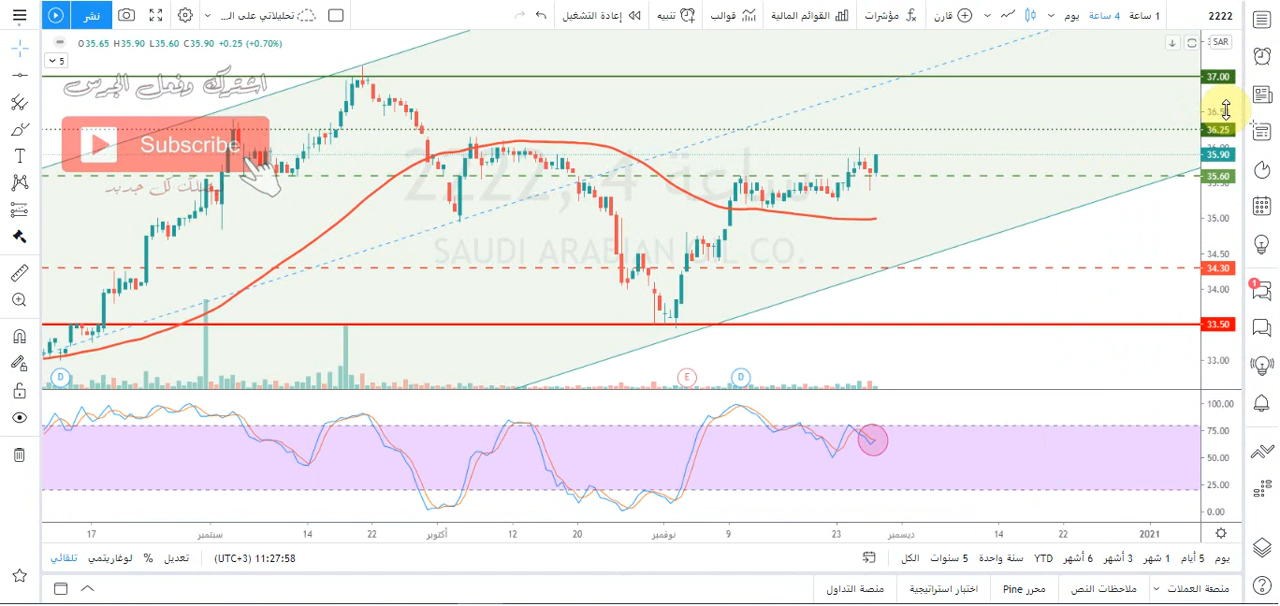 2222
1 ساعة
4 ساعة
يوم
قارن
مؤشرات
القوائم المالية
قوالب
تنبيه
إعادة التشغيل
تحليلاتي على الـ...
نشر
O35.65 H35.90 L35.60 C35.90 +0.25 (+0.70%)
5
SAR
اشترك وفعل الجرس
Subscribe
2222, 4 ساعة
SAUDI ARABIAN OIL CO.
37.00
36.25
35.90
35.60
35.00
34.50
34.30
34.00
33.50
33.00
D
E
D
1
100.00
75.00
50.00
25.00
0.00
17
سبتمبر
14
22
أكتوبر
12
20
نوفمبر
9
23
ديسمبر
14
22
2021
يوم
5 أيام
1 شهر
3 أشهر
6 أشهر
YTD
سنة واحدة
5 سنوات
الكل
11:27:58 (UTC+3)
تعديل
%
لوغاريتمي
تلقائي
منصة العملات
ملاحظات النص
محرر Pine
اختبار استراتيجية
منصة التداول